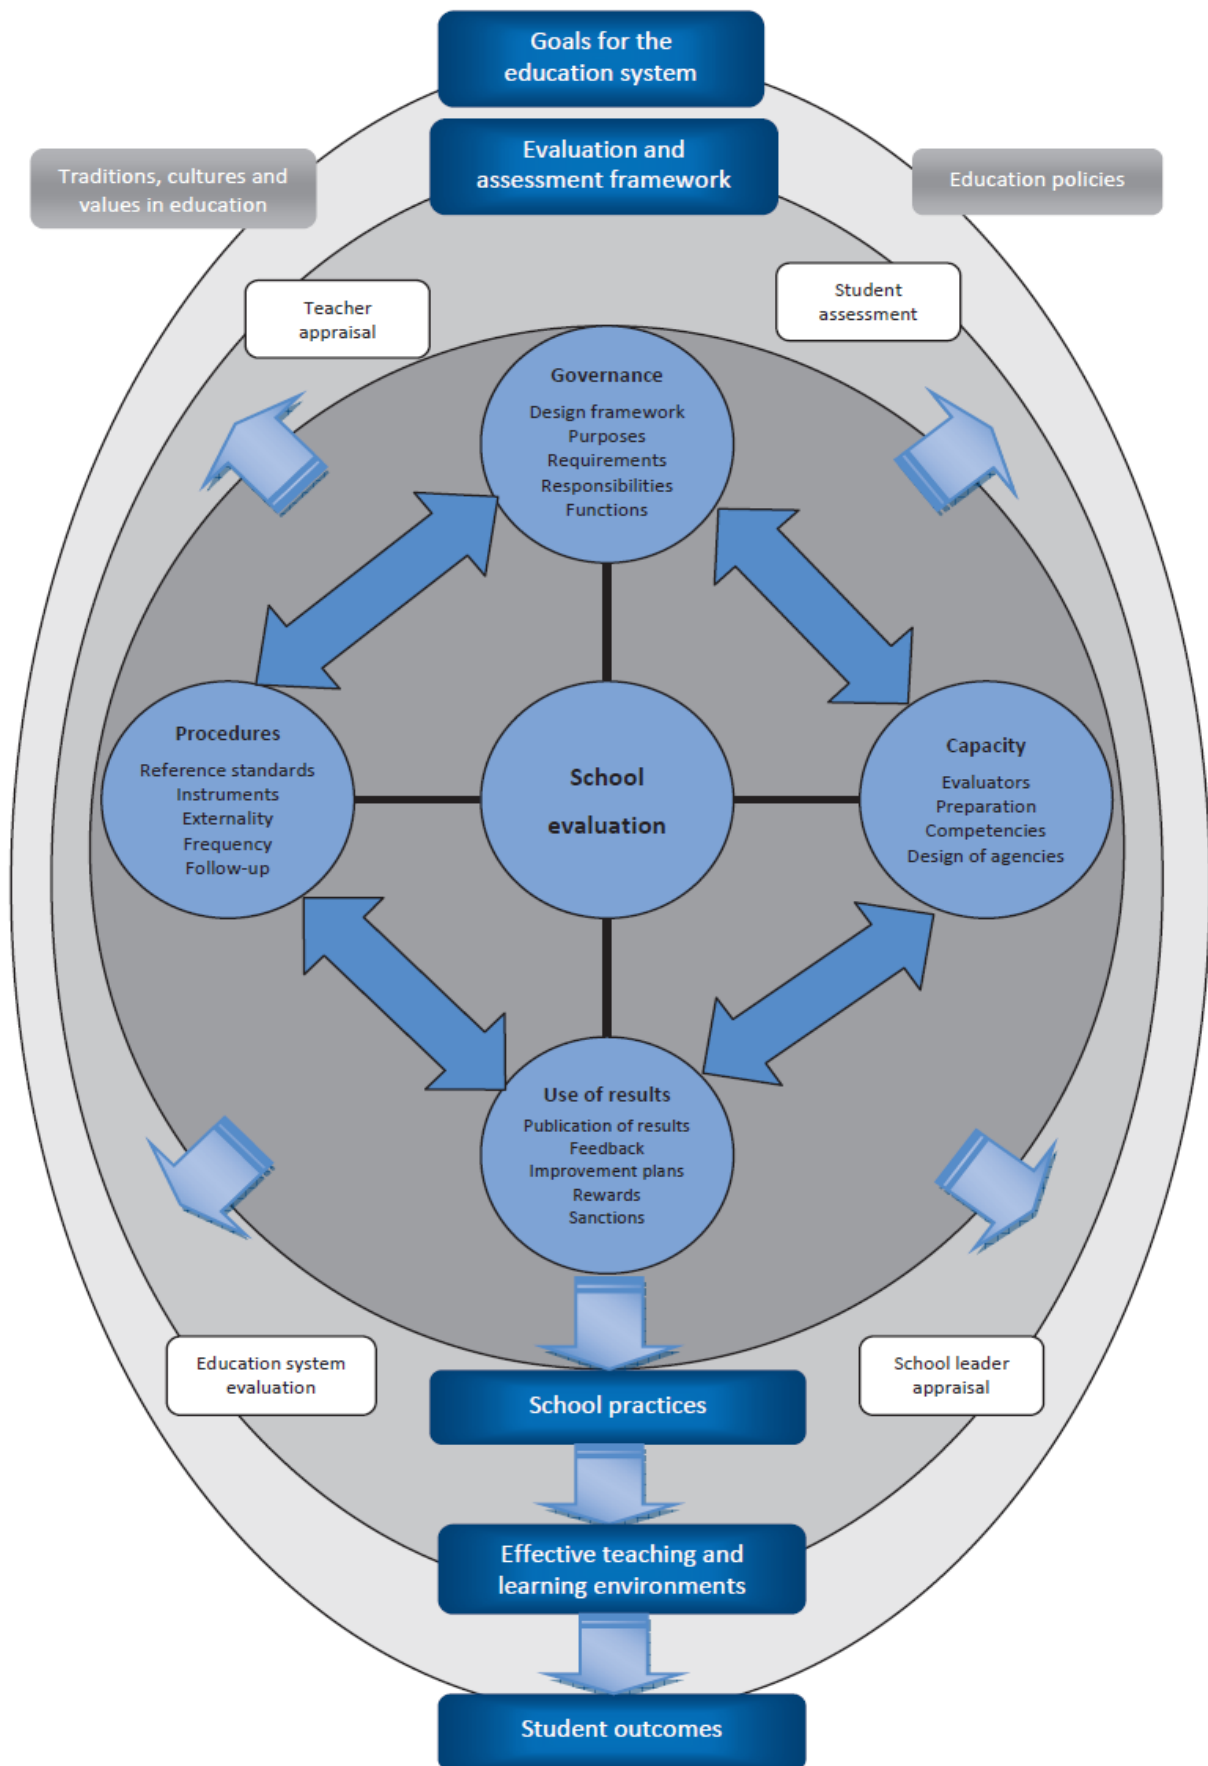 Goals for the
education system
Evaluation and
assessment framework
Traditions, cultures and
values in education
Education policies
Teacher
appraisal
Student
assessment
Governance
Design framework
Purposes
Requirements
Responsibilities
Functions
Procedures
Reference standards
Instruments
Externality
Frequency
Follow-up
School
evaluation
Capacity
Evaluators
Preparation
Competencies
Design of agencies
Use of results
Publication of results
Feedback
Improvement plans
Rewards
Sanctions
Education system
evaluation
School leader
appraisal
School practices
Effective teaching and
learning environments
Student outcomes